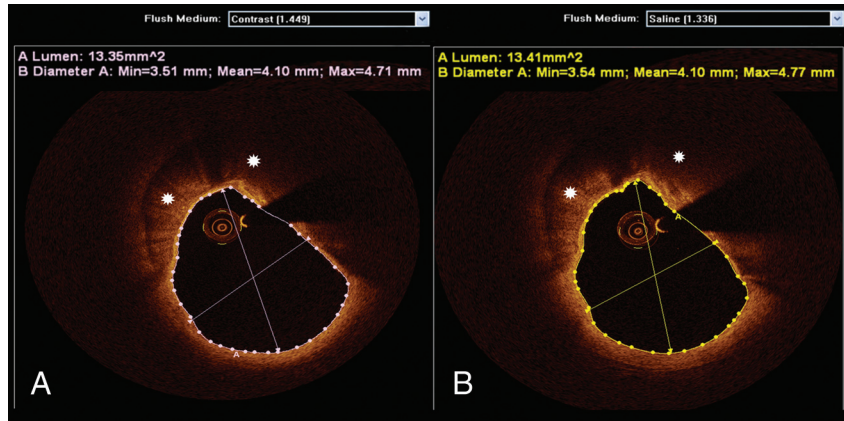 Flush Medium: Contrast (1.449)
A Lumen: 13.35mm^2
B Diameter A: Min=3.51 mm; Mean=4.10 mm; Max=4.71 mm
A
A
Flush Medium: Saline (1.336)
A Lumen: 13.41mm^2
B Diameter A: Min=3.54 mm; Mean=4.10 mm; Max=4.77 mm
A
B